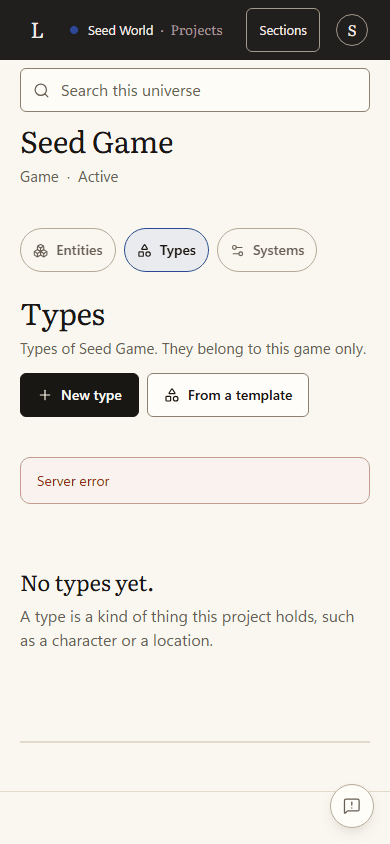 L
Seed World · Projects
Sections
S
Search this universe
Seed Game
Game · Active
Entities
Types
Systems
Types
Types of Seed Game. They belong to this game only.
New type
From a template
Server error
No types yet.
A type is a kind of thing this project holds, such
as a character or a location.